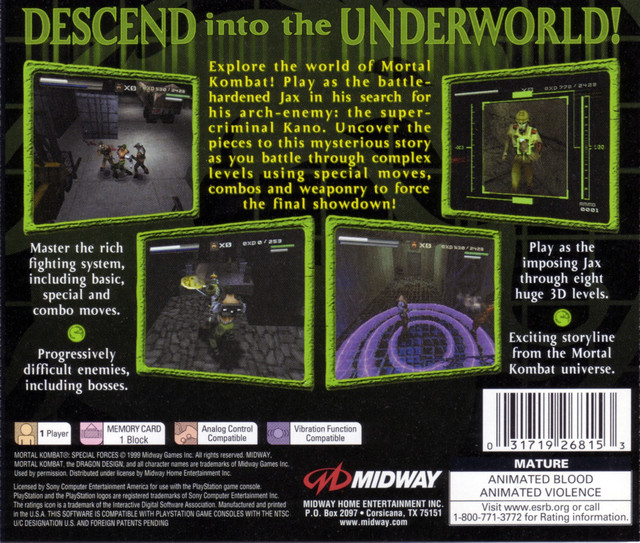 DESCEND into the UNDERWORLD!
Explore the world of Mortal
Kombat! Play as the battle-
hardened Jax in his search for
his arch-enemy: the super-
criminal Kano. Uncover the
pieces to this mysterious story
as you battle through complex
levels using special moves,
combos and weaponry to force
the final showdown!
Master the rich
fighting system,
including basic,
special and
combo moves.
Progressively
difficult enemies,
including bosses.
Play as the
imposing Jax
through eight
huge 3D levels.
Exciting storyline
from the Mortal
Kombat universe.
1 Player
MEMORY CARD
1 Block
Analog Control
Compatible
Vibration Function
Compatible
MORTAL KOMBAT®: SPECIAL FORCES © 1999 Midway Games Inc. All rights reserved. MIDWAY,
MORTAL KOMBAT, the DRAGON DESIGN, and all character names are trademarks of Midway Games Inc.
Used by permission. Distributed under license by Midway Home Entertainment Inc.
Licensed by Sony Computer Entertainment America for use with the PlayStation game console.
PlayStation and the PlayStation logos are registered trademarks of Sony Computer Entertainment Inc.
The ratings icon is a trademark of the Interactive Digital Software Association. Manufactured and printed
in the U.S.A. THIS SOFTWARE IS COMPATIBLE WITH PLAYSTATION GAME CONSOLES WITH THE NTSC
U/C DESIGNATION U.S. AND FOREIGN PATENTS PENDING
MIDWAY
MIDWAY HOME ENTERTAINMENT INC.
P.O. Box 2097 • Corsicana, TX 75151
www.midway.com
0 31719 26815 3
MATURE
ANIMATED BLOOD
ANIMATED VIOLENCE
Visit www.esrb.org or call
1-800-771-3772 for Rating information.